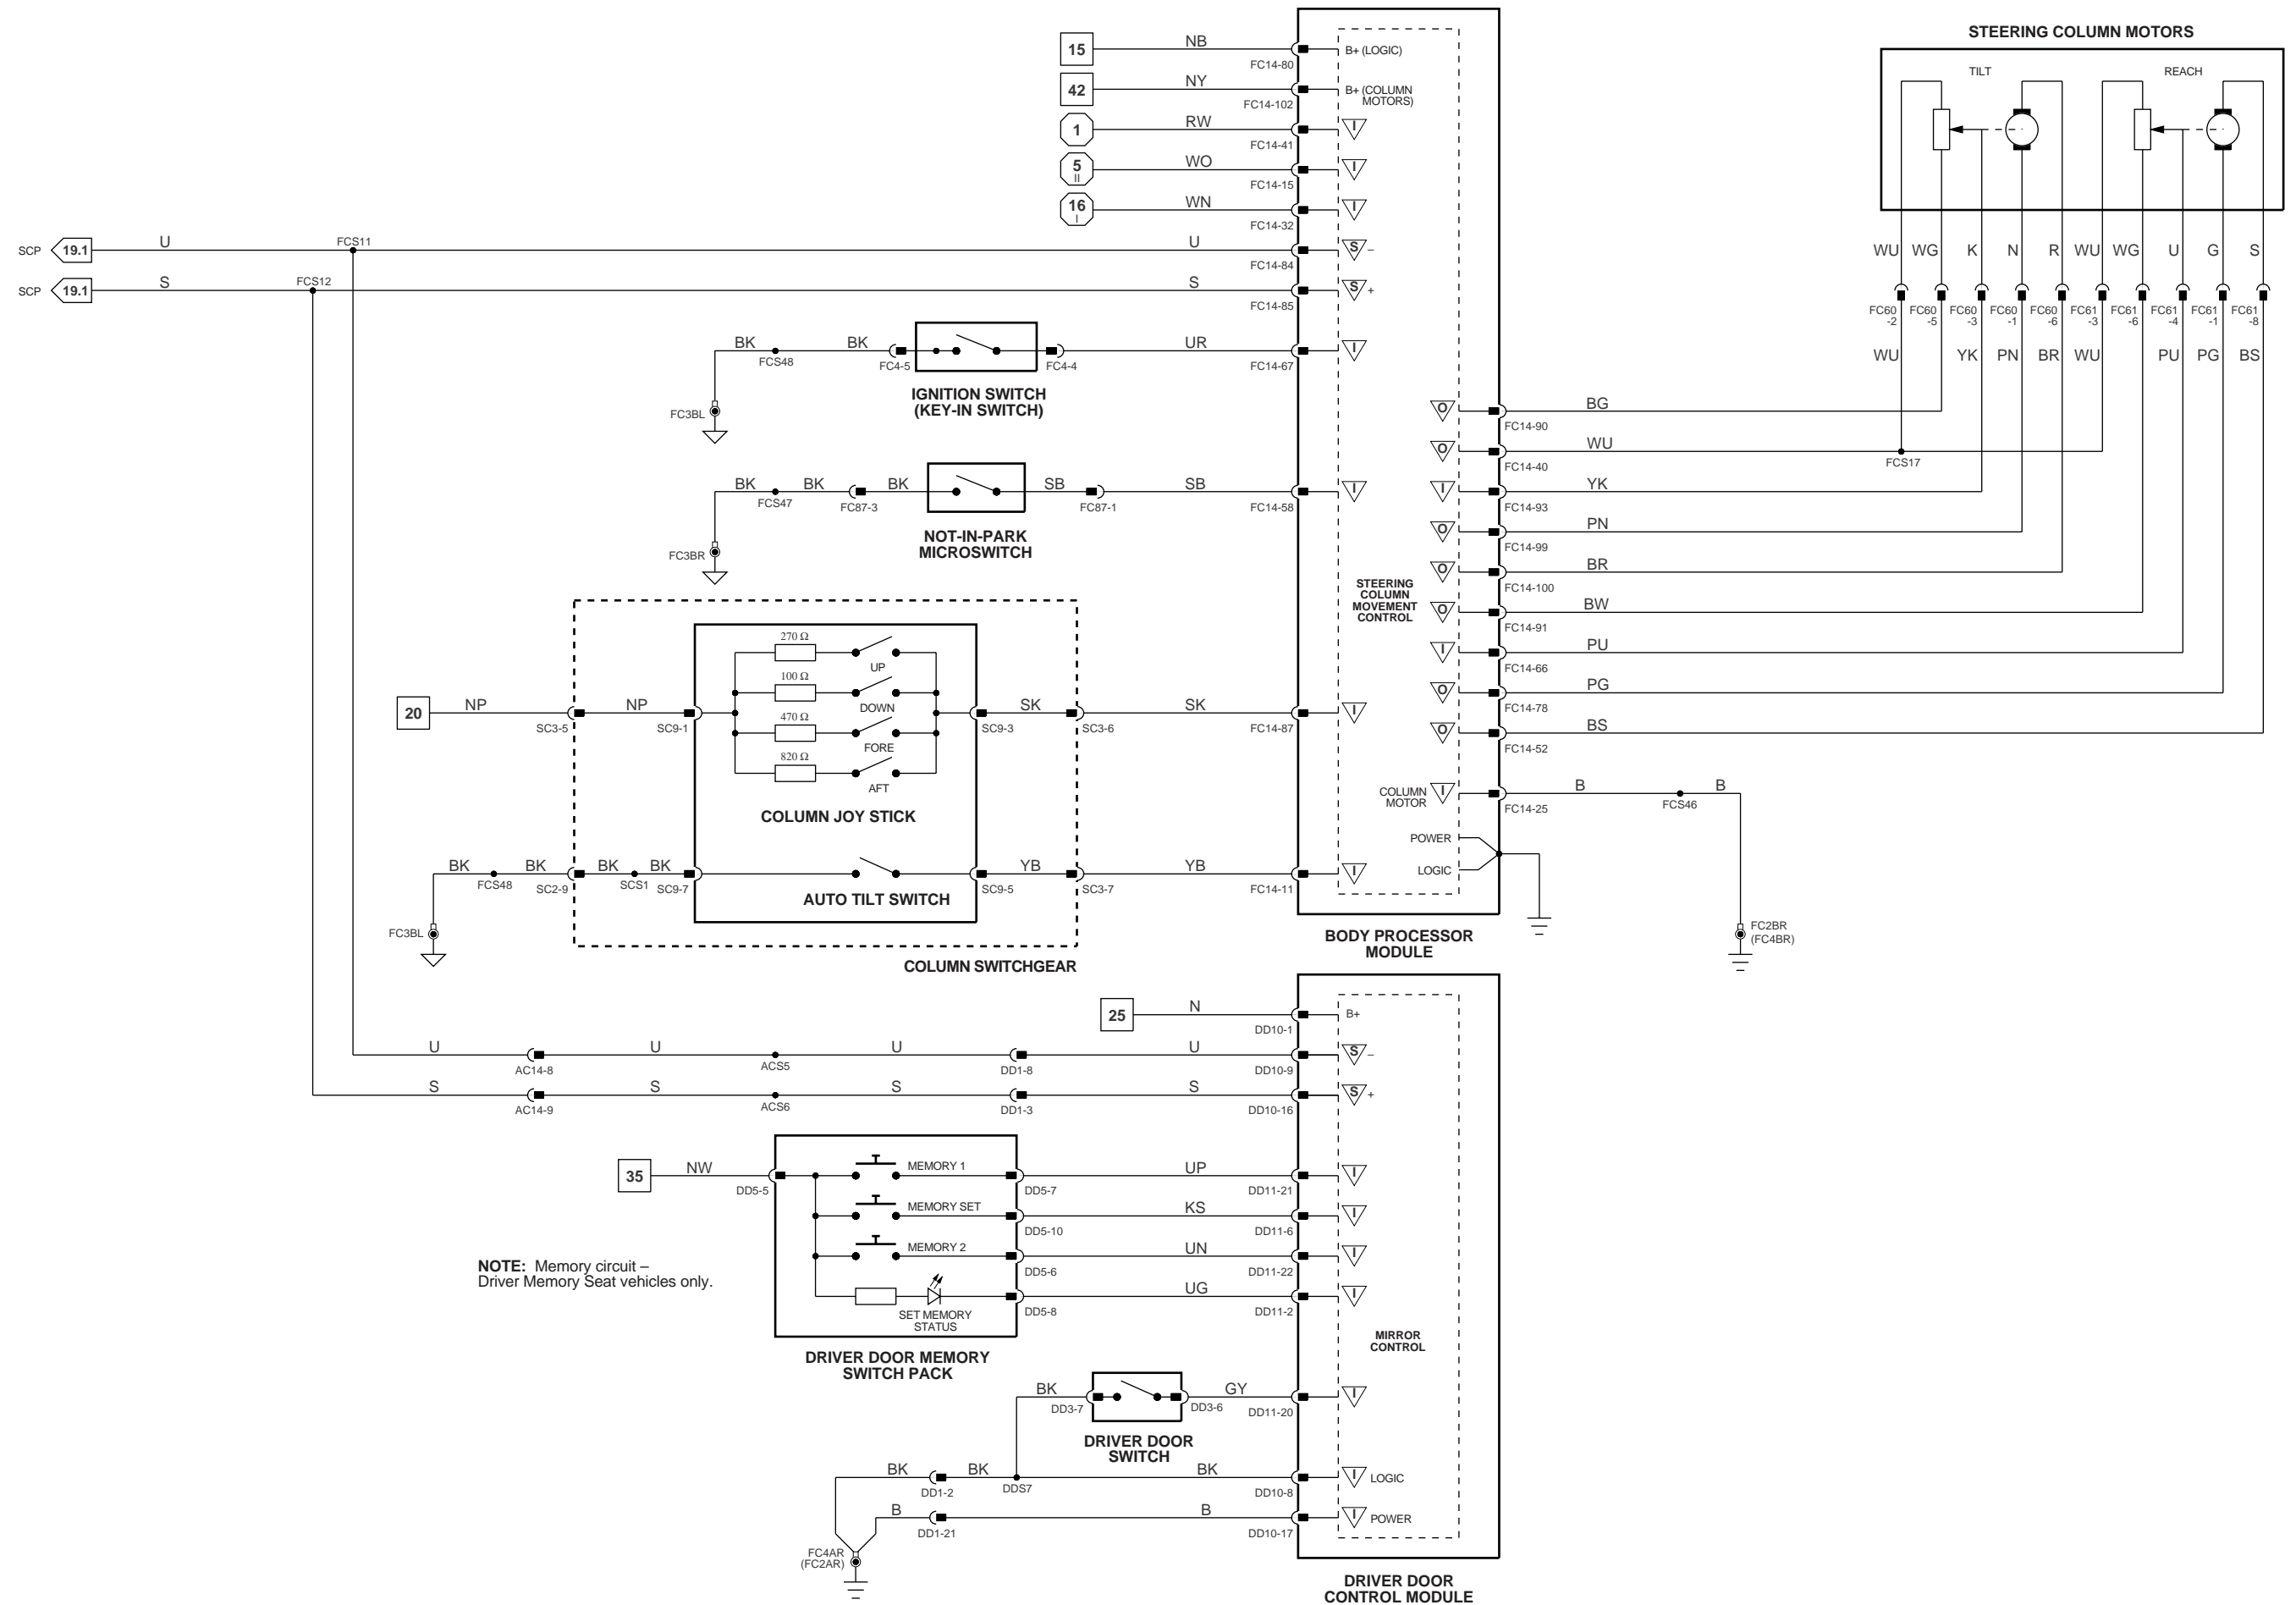 STEERING COLUMN MOTORS
TILT
REACH
15
NB
FC14-80
B+ (LOGIC)
42
NY
FC14-102
B+ (COLUMN
MOTORS)
1
RW
FC14-41
I
5
II
WO
FC14-15
I
16
I
WN
FC14-32
I
SCP
19.1
U
FCS11
U
FC14-84
S
–
SCP
19.1
S
FCS12
S
FC14-85
S
+
WU
WG
K
N
R
WU
WG
U
G
S
FC60
-2
FC60
-5
FC60
-3
FC60
-1
FC60
-6
FC61
-3
FC61
-6
FC61
-4
FC61
-1
FC61
-8
WU
YK
PN
BR
WU
PU
PG
BS
BK
FCS48
BK
FC4-5
FC4-4
UR
FC14-67
I
IGNITION SWITCH
(KEY-IN SWITCH)
FC3BL
O
FC14-90
BG
O
FC14-40
WU
FCS17
BK
FCS47
BK
FC87-3
BK
SB
FC87-1
SB
FC14-58
I
NOT-IN-PARK
MICROSWITCH
FC3BR
I
FC14-93
YK
O
FC14-99
PN
O
FC14-100
BR
STEERING
COLUMN
MOVEMENT
CONTROL
O
FC14-91
BW
I
FC14-66
PU
O
FC14-78
PG
O
FC14-52
BS
270 Ω
UP
100 Ω
DOWN
470 Ω
FORE
820 Ω
AFT
20
NP
SC3-5
NP
SC9-1
SC9-3
SK
SC3-6
SK
FC14-87
I
COLUMN JOY STICK
COLUMN
MOTOR
I
FC14-25
B
FCS46
B
FC2BR
(FC4BR)
POWER
LOGIC
BK
FCS48
BK
SC2-9
BK
SCS1
BK
SC9-7
SC9-5
YB
SC3-7
YB
FC14-11
I
AUTO TILT SWITCH
FC3BL
COLUMN SWITCHGEAR
BODY PROCESSOR
MODULE
25
N
DD10-1
B+
U
AC14-8
U
ACS5
U
DD1-8
U
DD10-9
S
–
S
AC14-9
S
ACS6
S
DD1-3
S
DD10-16
S
+
35
NW
DD5-5
MEMORY 1
DD5-7
UP
DD11-21
I
MEMORY SET
DD5-10
KS
DD11-6
I
MEMORY 2
DD5-6
UN
DD11-22
I
SET MEMORY
STATUS
DD5-8
UG
DD11-2
I
NOTE: Memory circuit –
Driver Memory Seat vehicles only.
DRIVER DOOR MEMORY
SWITCH PACK
MIRROR
CONTROL
BK
DD3-7
DD3-6
GY
DD11-20
I
DRIVER DOOR
SWITCH
BK
DD1-2
BK
DDS7
BK
DD10-8
I
LOGIC
B
DD1-21
B
DD10-17
I
POWER
FC4AR
(FC2AR)
DRIVER DOOR
CONTROL MODULE